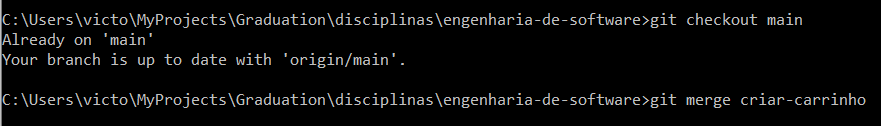 C:\Users\victo\MyProjects\Graduation\disciplinas\engenharia-de-software>git checkout main
Already on 'main'
Your branch is up to date with 'origin/main'.
C:\Users\victo\MyProjects\Graduation\disciplinas\engenharia-de-software>git merge criar-carrinho